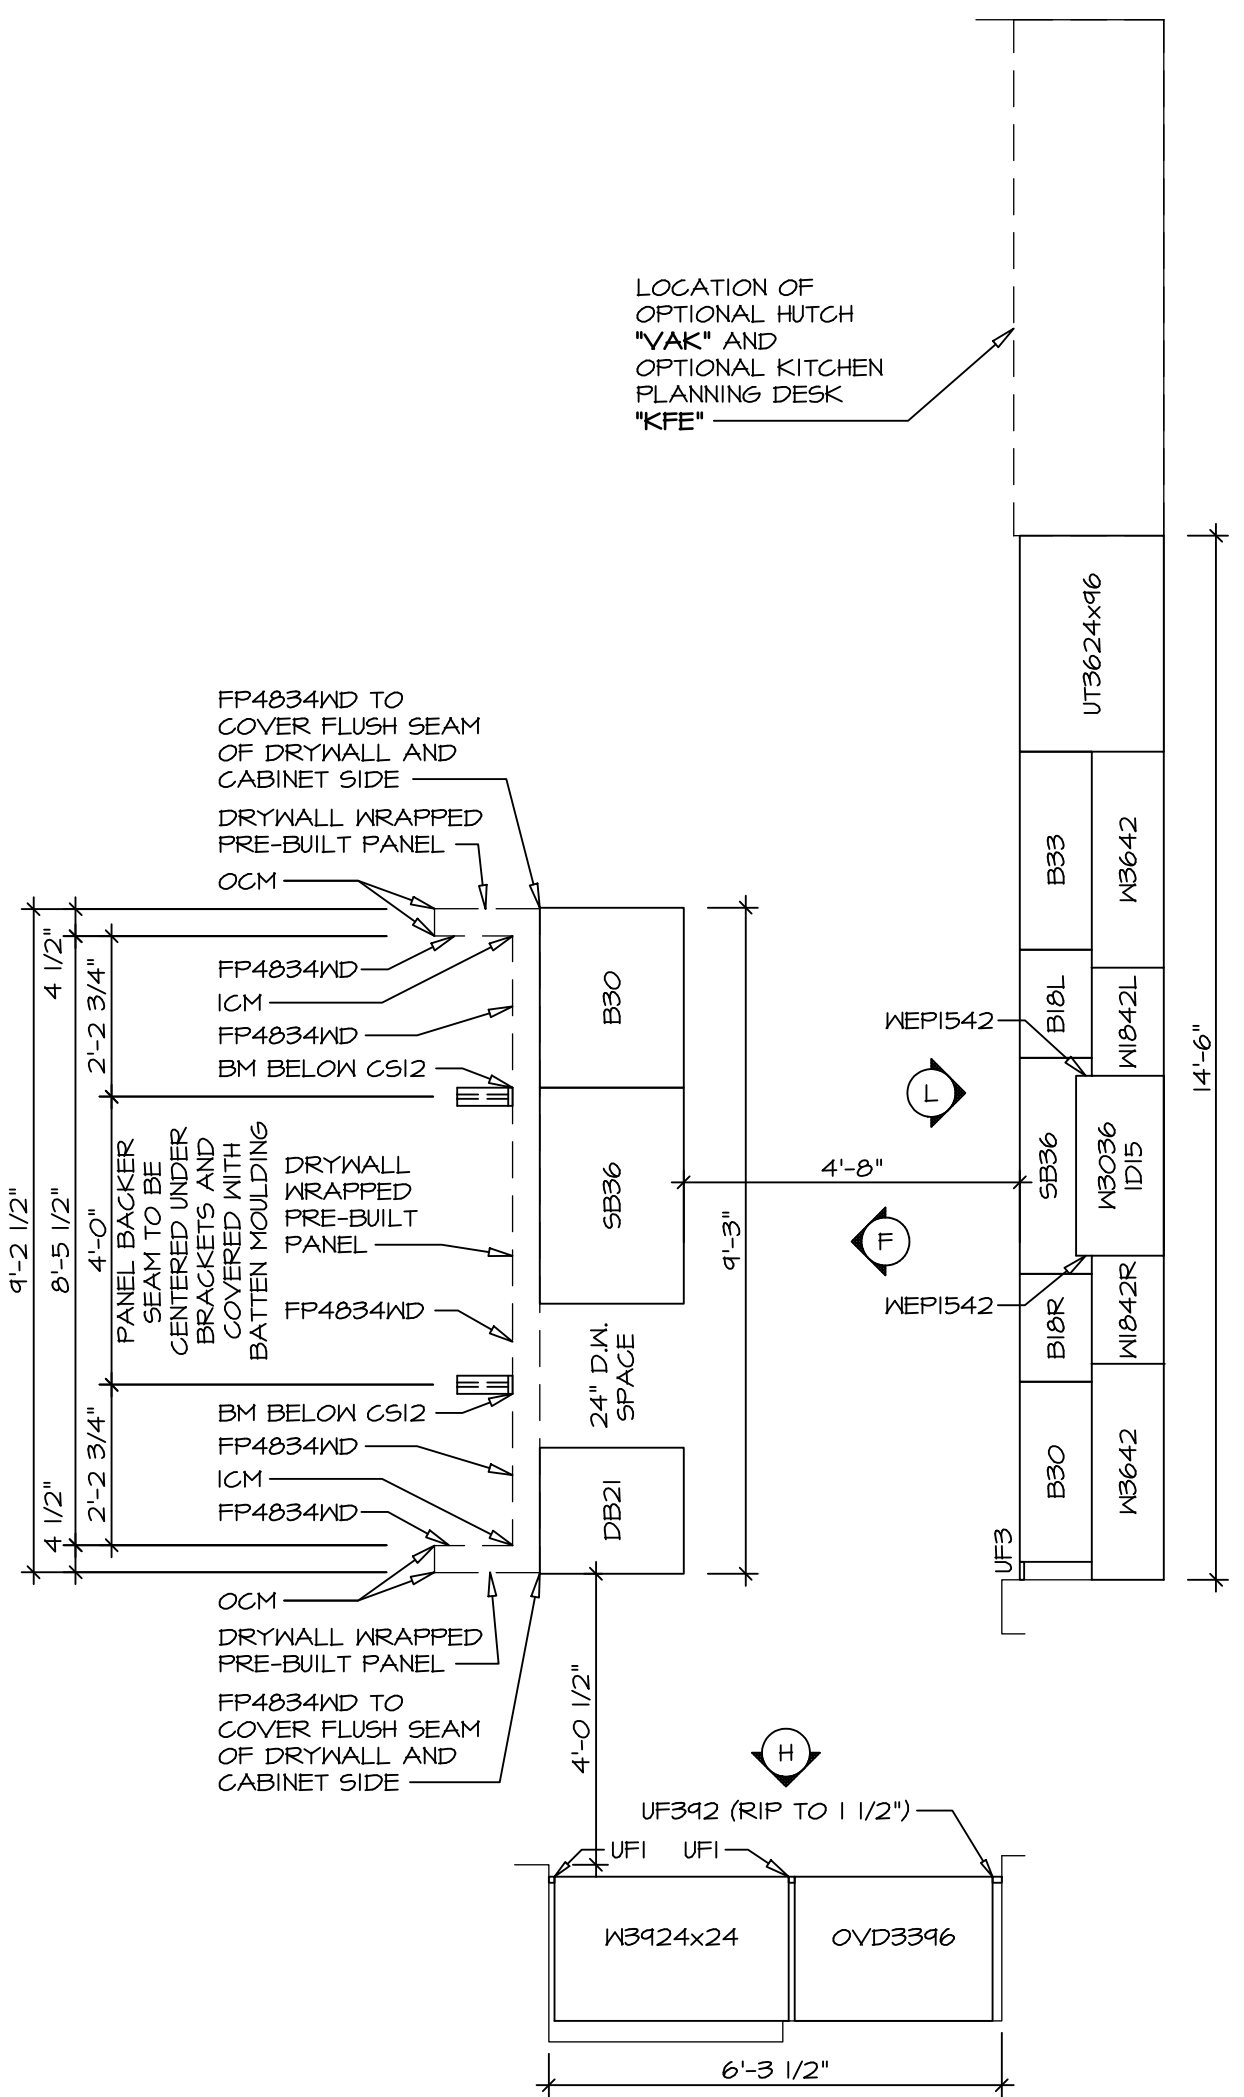 LOCATION OF
OPTIONAL HUTCH
"VAK" AND
OPTIONAL KITCHEN
PLANNING DESK
"KFE"
UT3624x96
B33
W3642
B18L
W1842L
WEP1542
SB36
W3036
1D15
WEP1542
B18R
W1842R
B30
W3642
UF3
14'-6"
L
F
4'-8"
FP4834WD TO
COVER FLUSH SEAM
OF DRYWALL AND
CABINET SIDE
DRYWALL WRAPPED
PRE-BUILT PANEL
OCM
FP4834WD
ICM
FP4834WD
BM BELOW CS12
DRYWALL
WRAPPED
PRE-BUILT
PANEL
FP4834WD
BM BELOW CS12
FP4834WD
ICM
FP4834WD
OCM
DRYWALL WRAPPED
PRE-BUILT PANEL
FP4834WD TO
COVER FLUSH SEAM
OF DRYWALL AND
CABINET SIDE
PANEL BACKER
SEAM TO BE
CENTERED UNDER
BRACKETS AND
COVERED WITH
BATTEN MOULDING
9'-2 1/2"
8'-5 1/2"
4 1/2"
4 1/2"
2'-2 3/4"
4'-0"
2'-2 3/4"
B30
SB36
24" D.W.
SPACE
DB21
9'-3"
4'-0 1/2"
H
UF392 (RIP TO 1 1/2")
UF1
UF1
W3924x24
OVD3396
6'-3 1/2"